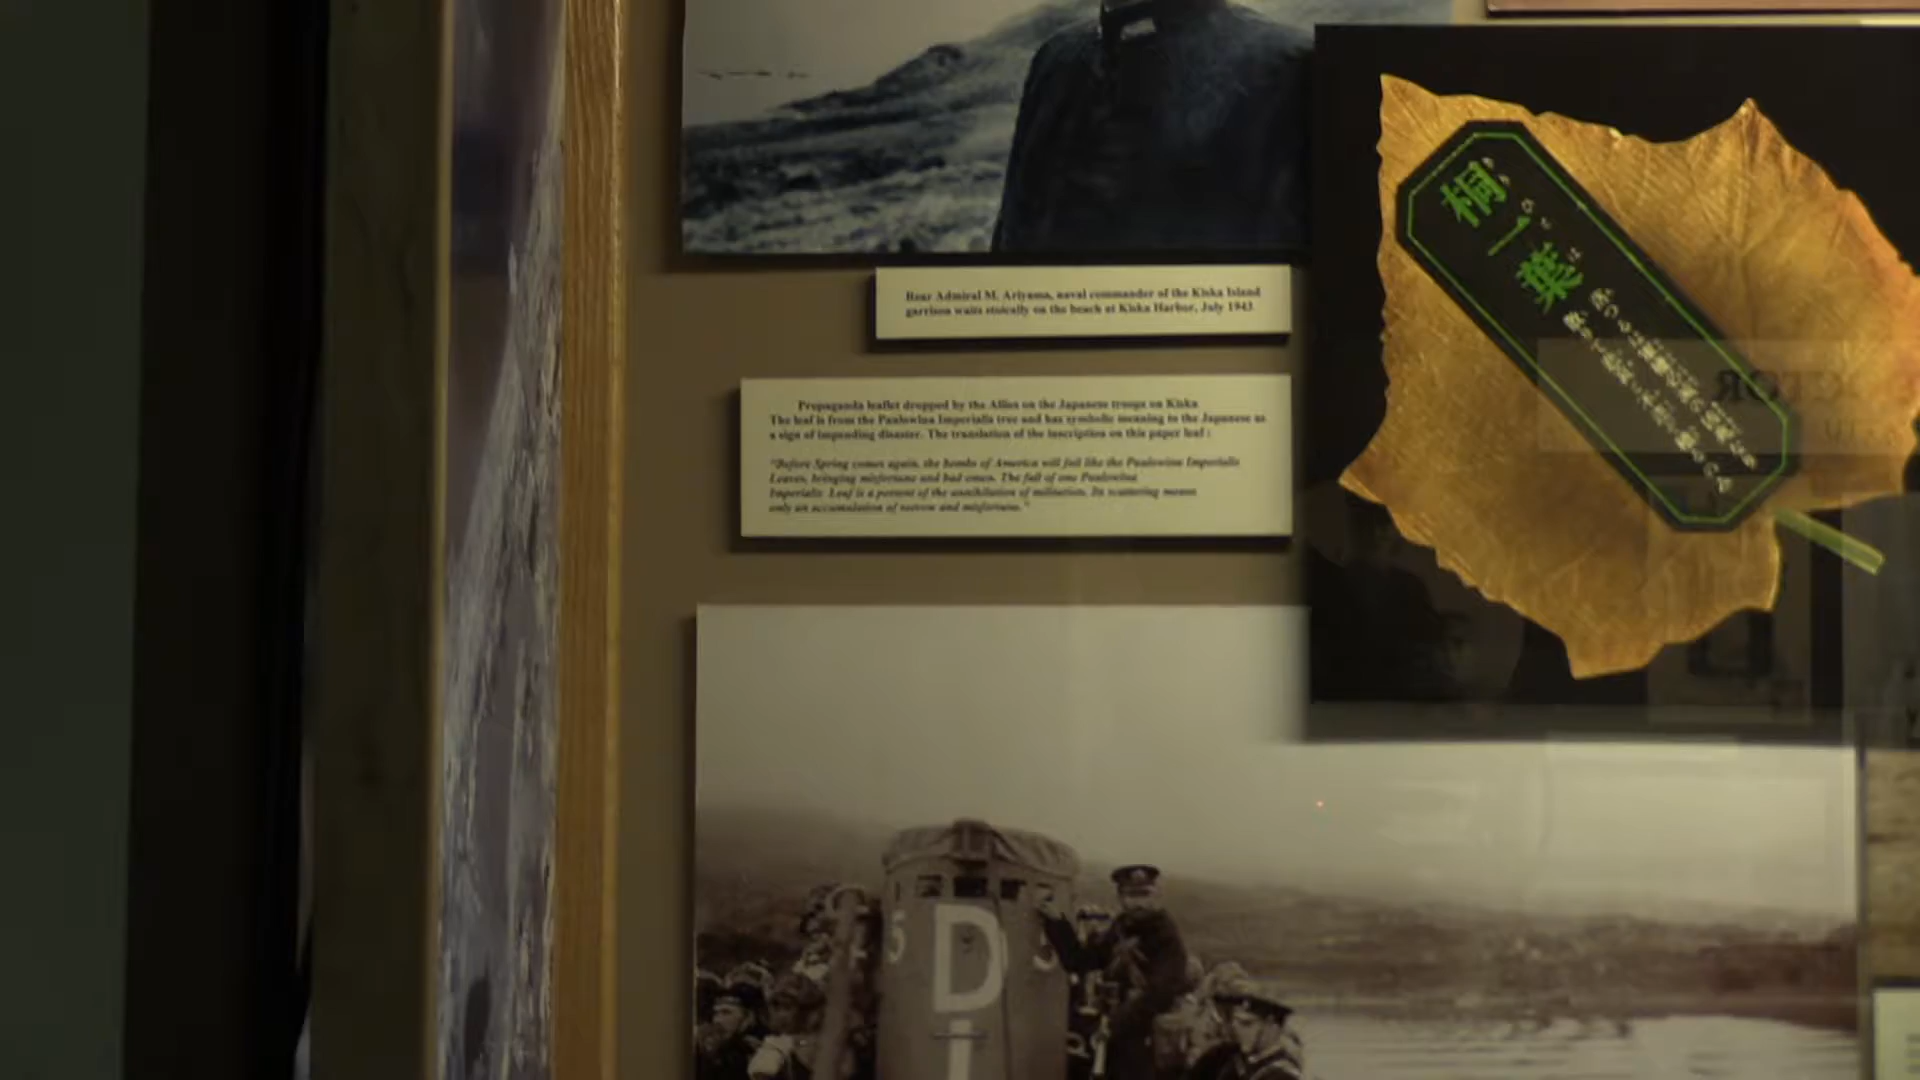 Rear Admiral M. Ariyama, naval commander of the Kiska Island
garrison waits stoically on the beach at Kiska Harbor, July 1943
Propaganda leaflet dropped by the Allies on the Japanese troops on Kiska
The leaf is from the Paulowina Imperialis tree and has symbolic meaning to the Japanese as
a sign of impending disaster. The translation of the inscription on this paper leaf :
"Before Spring comes again, the bombs of America will fall like the Paulowina Imperialis
Leaves, bringing misfortune and bad omen. The fall of one Paulowina
Imperialis Leaf is a portent of the annihilation of militarism. Its scattering means
only an accumulation of sorrow and misfortune."
桐一葉
5 D 5